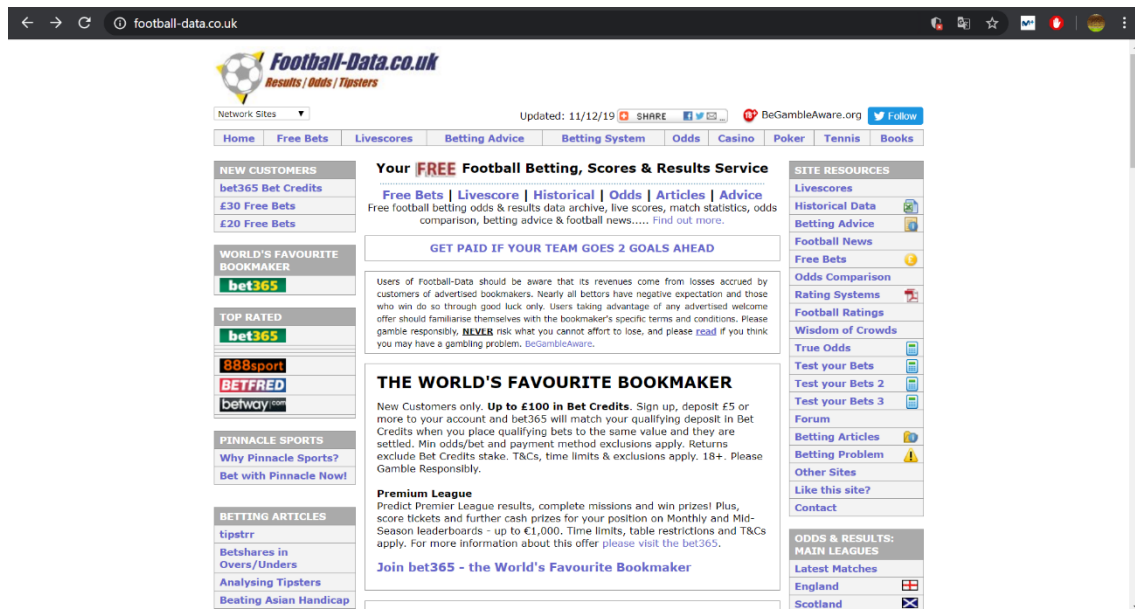 football-data.co.uk
Football-Data.co.uk
Results / Odds / Tipsters
Network Sites
Updated: 11/12/19
SHARE
BeGambleAware.org
Follow
Home Free Bets Livescores Betting Advice Betting System Odds Casino Poker Tennis Books
NEW CUSTOMERS
bet365 Bet Credits
£30 Free Bets
£20 Free Bets
WORLD'S FAVOURITE
BOOKMAKER
bet365
TOP RATED
bet365
888sport
BETFRED
betway.com
PINNACLE SPORTS
Why Pinnacle Sports?
Bet with Pinnacle Now!
BETTING ARTICLES
tipstrr
Betshares in
Overs/Unders
Analysing Tipsters
Beating Asian Handicap
Your FREE Football Betting, Scores & Results Service
Free Bets | Livescore | Historical | Odds | Articles | Advice
Free football betting odds & results data archive, live scores, match statistics, odds
comparison, betting advice & football news..... Find out more.
GET PAID IF YOUR TEAM GOES 2 GOALS AHEAD
Users of Football-Data should be aware that its revenues come from losses accrued by
customers of advertised bookmakers. Nearly all bettors have negative expectation and those
who win do so through good luck only. Users taking advantage of any advertised welcome
offer should familiarise themselves with the bookmaker's specific terms and conditions. Please
gamble responsibly, NEVER risk what you cannot affort to lose, and please read if you think
you may have a gambling problem. BeGambleAware.
THE WORLD'S FAVOURITE BOOKMAKER
New Customers only. Up to £100 in Bet Credits. Sign up, deposit £5 or
more to your account and bet365 will match your qualifying deposit in Bet
Credits when you place qualifying bets to the same value and they are
settled. Min odds/bet and payment method exclusions apply. Returns
exclude Bet Credits stake. T&Cs, time limits & exclusions apply. 18+. Please
Gamble Responsibly.
Premium League
Predict Premier League results, complete missions and win prizes! Plus,
score tickets and further cash prizes for your position on Monthly and Mid-
Season leaderboards - up to €1,000. Time limits, table restrictions and T&Cs
apply. For more information about this offer please visit the bet365.
Join bet365 - the World's Favourite Bookmaker
SITE RESOURCES
Livescores
Historical Data
Betting Advice
Football News
Free Bets
Odds Comparison
Rating Systems
Football Ratings
Wisdom of Crowds
True Odds
Test your Bets
Test your Bets 2
Test your Bets 3
Forum
Betting Articles
Betting Problem
Other Sites
Like this site?
Contact
ODDS & RESULTS:
MAIN LEAGUES
Latest Matches
England
Scotland